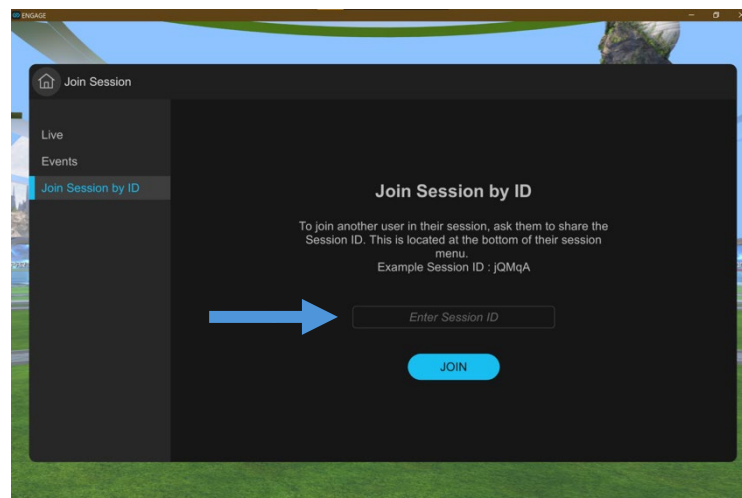 ENGAGE
Join Session
Live
Events
Join Session by ID
Join Session by ID
To join another user in their session, ask them to share the
Session ID. This is located at the bottom of their session
menu.
Example Session ID : jQMqA
Enter Session ID
JOIN